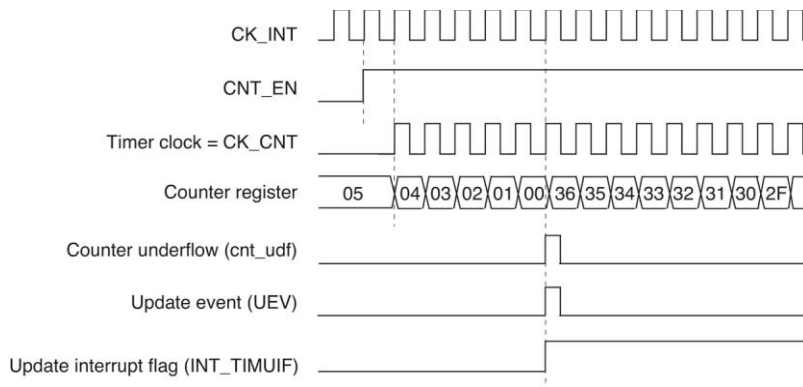 CK_INT
CNT_EN
Timer clock = CK_CNT
Counter register 05 04 03 02 01 00 36 35 34 33 32 31 30 2F
Counter underflow (cnt_udf)
Update event (UEV)
Update interrupt flag (INT_TIMUIF)